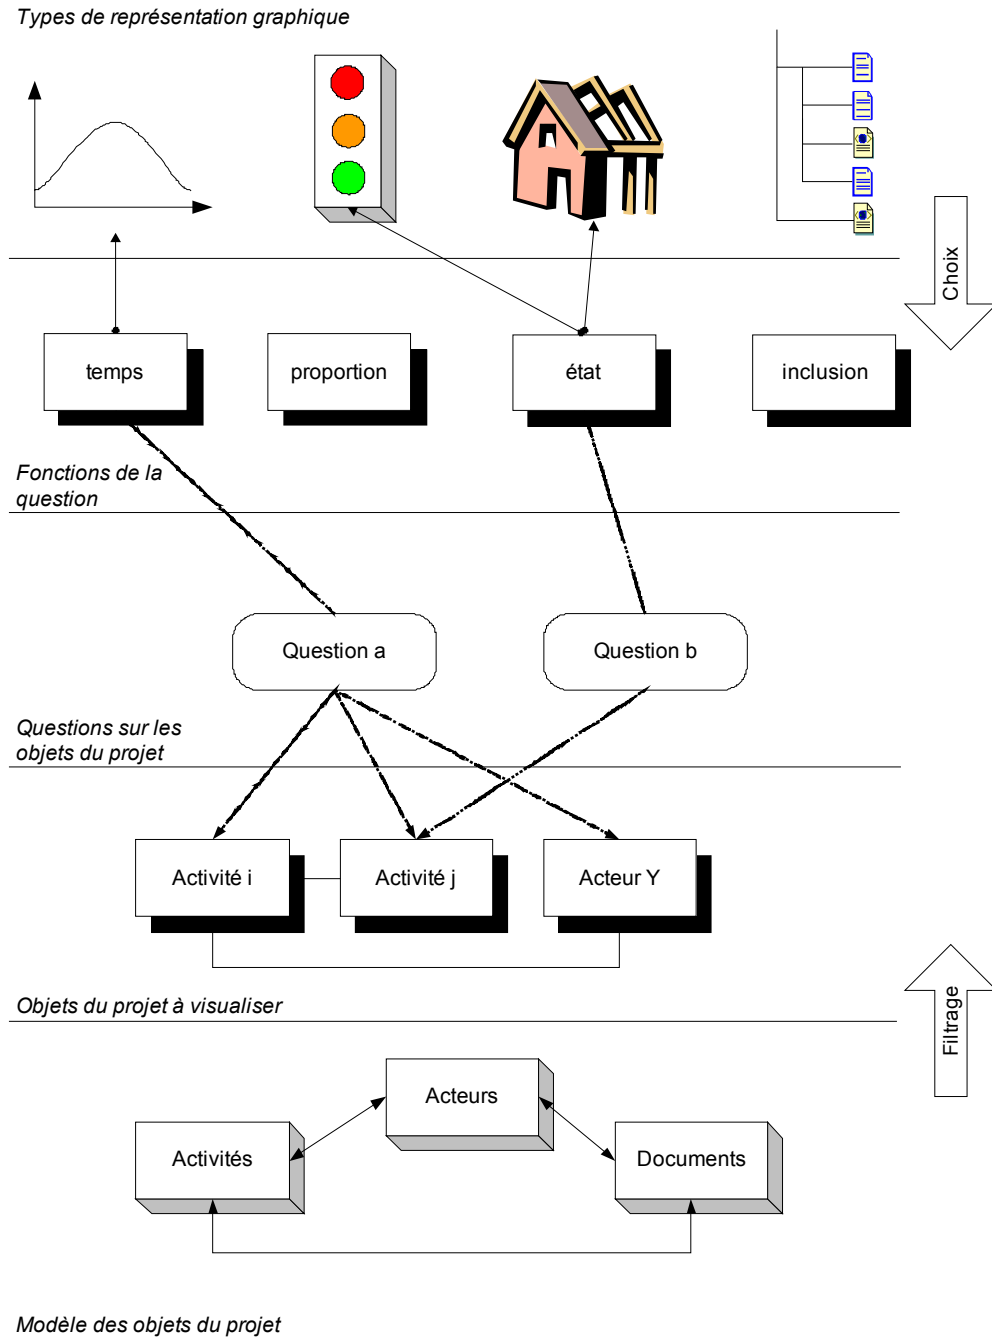 Types de représentation graphique
Choix
temps
proportion
état
inclusion
Fonctions de la
question
Question a
Question b
Questions sur les
objets du projet
Activité i
Activité j
Acteur Y
Objets du projet à visualiser
Filtrage
Acteurs
Activités
Documents
Modèle des objets du projet